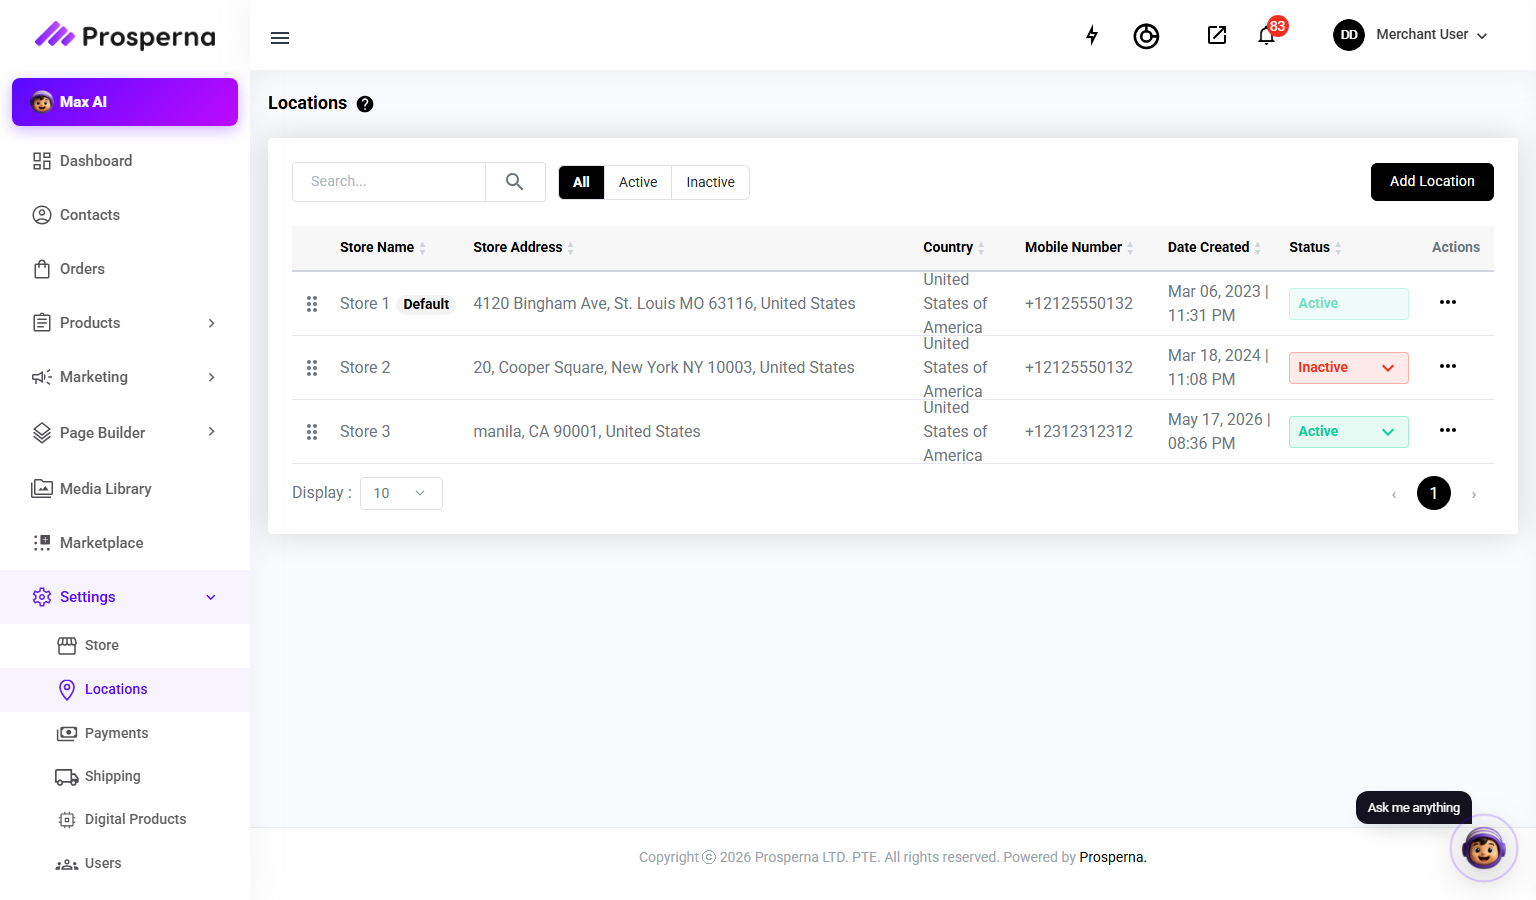 Prosperna
83
DD
Merchant User
Max AI
Dashboard
Contacts
Orders
Products
Marketing
Page Builder
Media Library
Marketplace
Settings
Store
Locations
Payments
Shipping
Digital Products
Users
Locations ?
Search...
All
Active
Inactive
Add Location
Store Name
Store Address
Country
Mobile Number
Date Created
Status
Actions
Store 1
Default
4120 Bingham Ave, St. Louis MO 63116, United States
United
States of
America
+12125550132
Mar 06, 2023 |
11:31 PM
Active
Store 2
20, Cooper Square, New York NY 10003, United States
United
States of
America
+12125550132
Mar 18, 2024 |
11:08 PM
Inactive
Store 3
manila, CA 90001, United States
United
States of
America
+12312312312
May 17, 2026 |
08:36 PM
Active
Display :
10
‹
1
›
Ask me anything
Copyright © 2026 Prosperna LTD. PTE. All rights reserved. Powered by Prosperna.